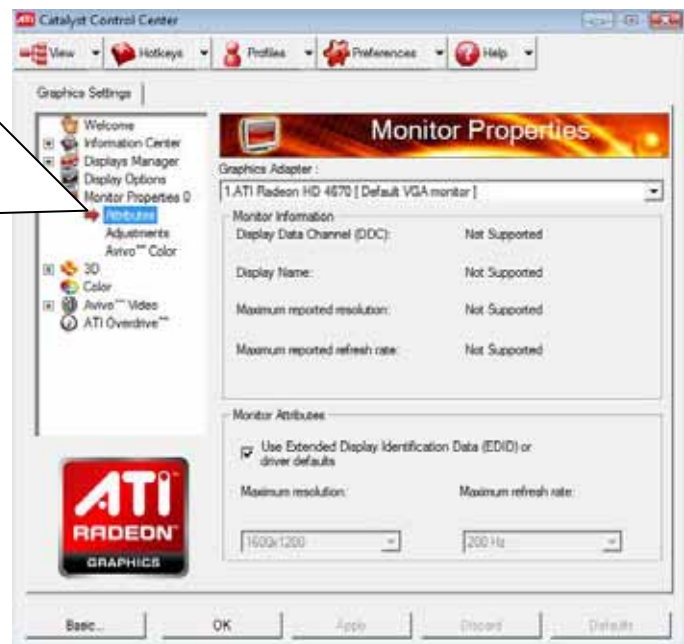 ATI Catalyst Control Center
View Hotkeys Profiles Preferences Help
Graphics Settings
Welcome
Information Center
Displays Manager
Display Options
Monitor Properties 0
Attributes
Adjustments
Avivo™ Color
3D
Color
Avivo™ Video
ATI Overdrive™
ATI
RADEON
GRAPHICS
Monitor Properties
Graphics Adapter :
1.ATI Radeon HD 4670 [ Default VGA monitor ]
Monitor Information
Display Data Channel (DDC): Not Supported
Display Name: Not Supported
Maximum reported resolution: Not Supported
Maximum reported refresh rate: Not Supported
Monitor Attributes
Use Extended Display Identification Data (EDID) or
driver defaults
Maximum resolution: Maximum refresh rate:
1600x1200 200 Hz
Basic... OK Apply Discard Defaults